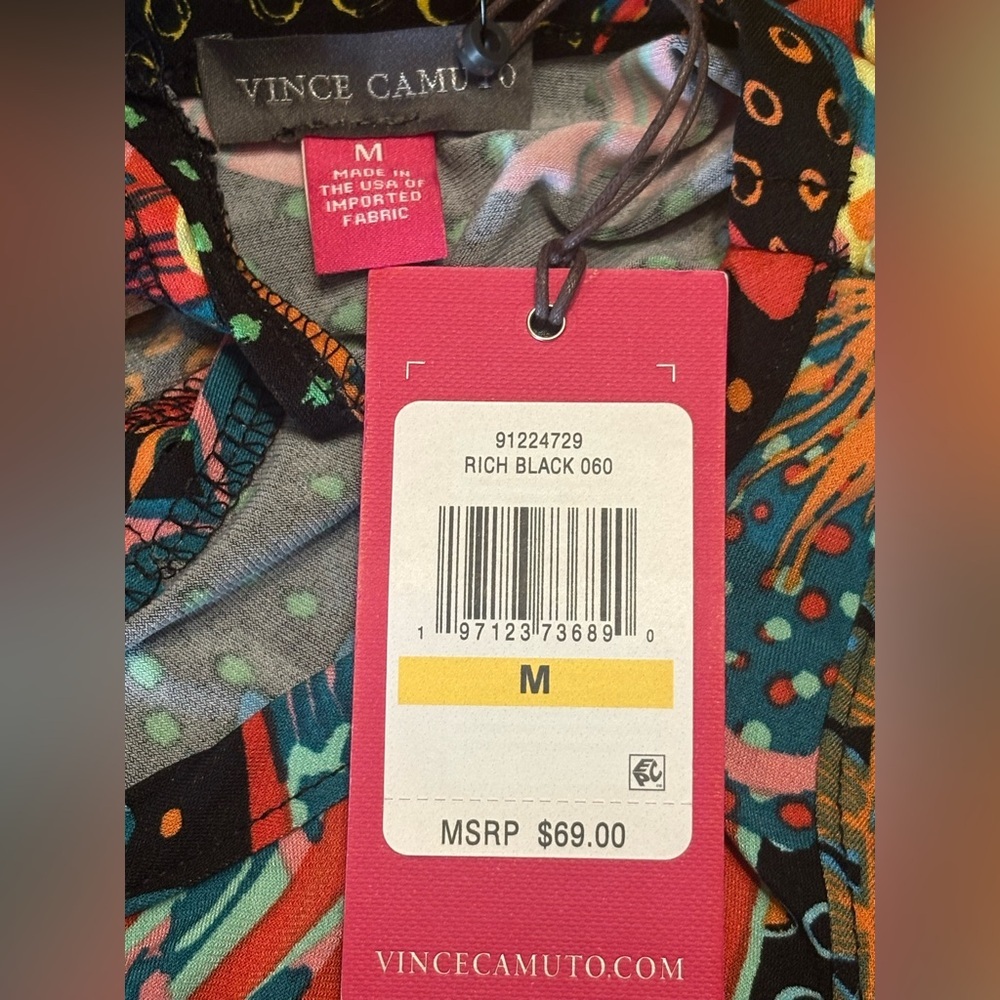 VINCE CAMUTO
M
MADE IN
THE USA OF
IMPORTED
FABRIC
91224729
RICH BLACK 060
1 97123 73689 0
M
EPC
MSRP $69.00
VINCECAMUTO.COM